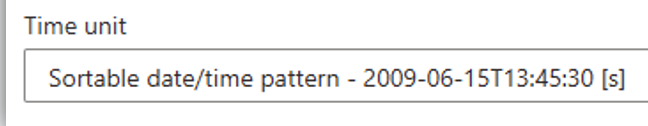 Time unit
Sortable date/time pattern - 2009-06-15T13:45:30 [s]